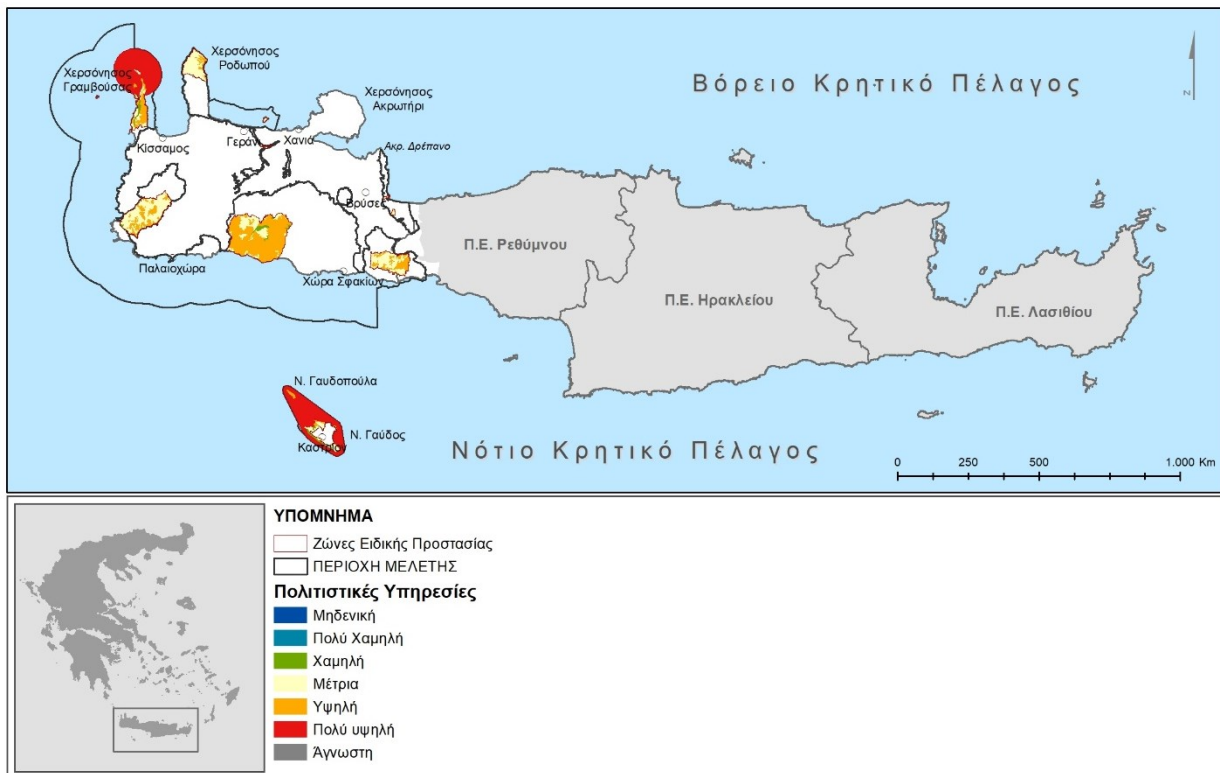 Χερσόνησος
Ροδωπού
Χερσόνησος
Γραμβούσας
Χερσόνησος
Ακρωτήρι
Βόρειο Κρητικό Πέλαγος
N
Κίσσαμος
Γεράνι
Χανιά
Ακρ. Δρέπανο
Βρύσες
Π.Ε. Ρεθύμνου
Π.Ε. Ηρακλείου
Π.Ε. Λασιθίου
Παλαιοχώρα
Χώρα Σφακίων
Ν. Γαυδοπούλα
Ν. Γαύδος
Καστρίον
Νότιο Κρητικό Πέλαγος
0 250 500 1.000 Km
ΥΠΟΜΝΗΜΑ
Ζώνες Ειδικής Προστασίας
ΠΕΡΙΟΧΗ ΜΕΛΕΤΗΣ
Πολιτιστικές Υπηρεσίες
Μηδενική
Πολύ Χαμηλή
Χαμηλή
Μέτρια
Υψηλή
Πολύ υψηλή
Άγνωστη